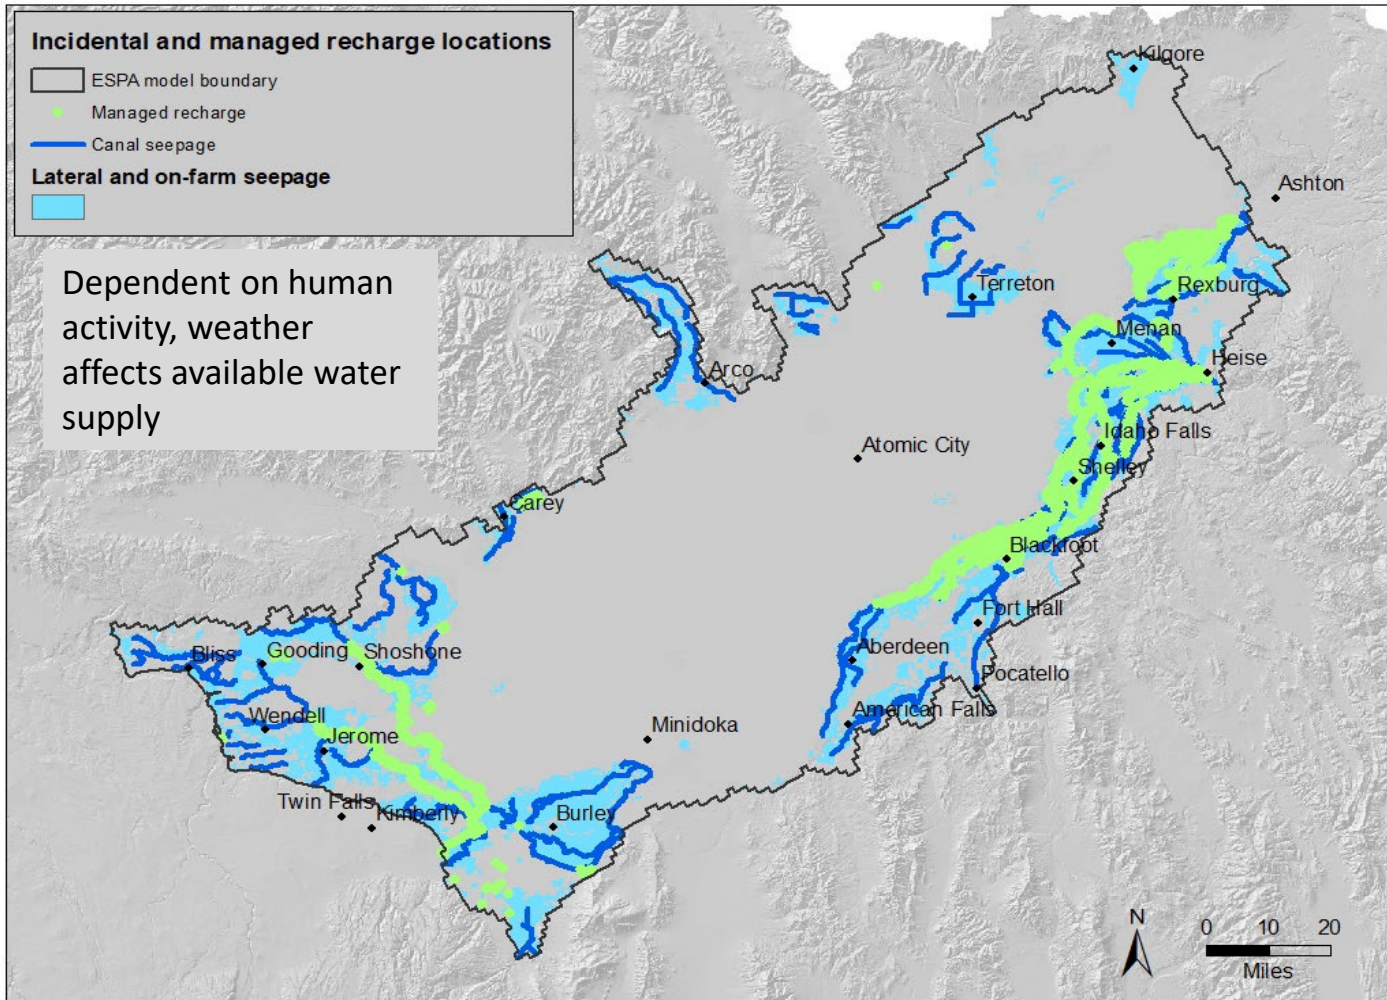 Incidental and managed recharge locations
ESPA model boundary
Managed recharge
Canal seepage
Lateral and on-farm seepage
Dependent on human
activity, weather
affects available water
supply
Kilgore
Ashton
Terreton
Rexburg
Menan
Heise
Arco
Idaho Falls
Atomic City
Shelley
Carey
Blackfoot
Fort Hall
Bliss
Gooding
Shoshone
Aberdeen
Pocatello
Wendell
American Falls
Jerome
Minidoka
Twin Falls
Kimberly
Burley
N
0 10 20
Miles